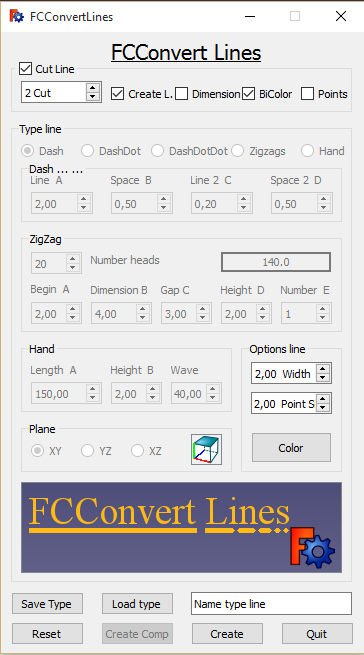 FCConvertLines
FCConvert Lines
Cut Line
2 Cut Create L. Dimension BiColor Points
Type line
Dash DashDot DashDotDot Zigzags Hand
Dash ... ...
Line A Space B Line 2 C Space 2 D
2,00 0,50 0,20 0,50
ZigZag
20 Number heads 140.0
Begin A Dimension B Gap C Height D Number E
2,00 4,00 3,00 2,00 1
Hand
Length A Height B Wave
150,00 2,00 40,00
Options line
2,00 Width
2,00 Point S
Color
Plane
XY YZ XZ
FCConvert Lines
Save Type Load type Name type line
Reset Create Comp Create Quit